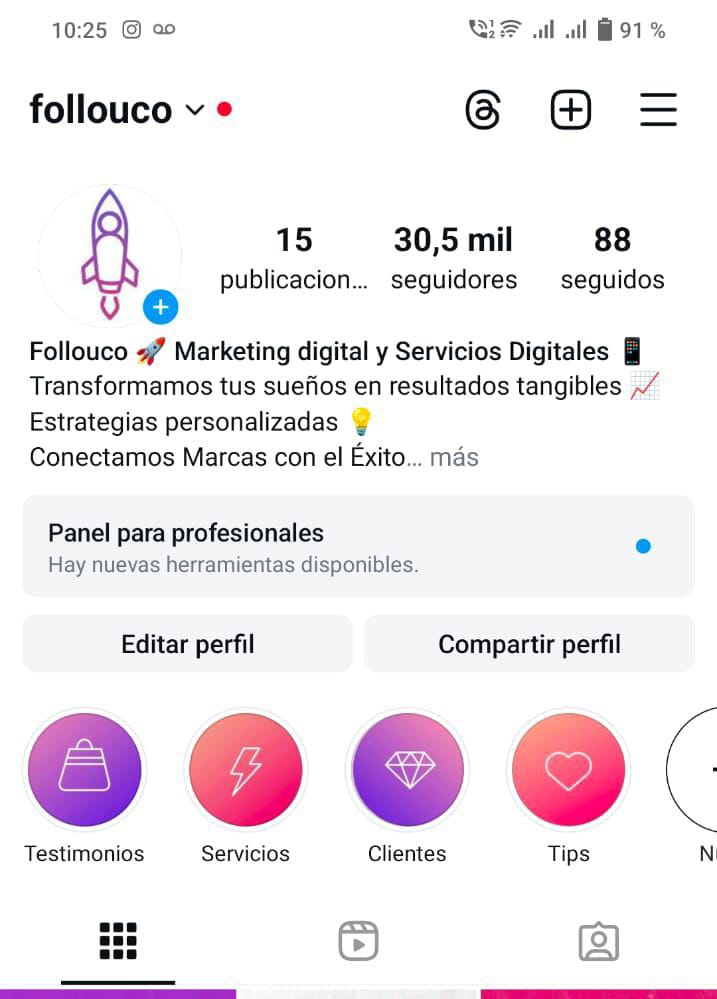 10:25 91 %
follouco
15 30,5 mil 88
publicacion... seguidores seguidos
Follouco 🚀 Marketing digital y Servicios Digitales 📱
Transformamos tus sueños en resultados tangibles 📈
Estrategias personalizadas 💡
Conectamos Marcas con el Éxito... más
Panel para profesionales
Hay nuevas herramientas disponibles.
Editar perfil Compartir perfil
Testimonios Servicios Clientes Tips